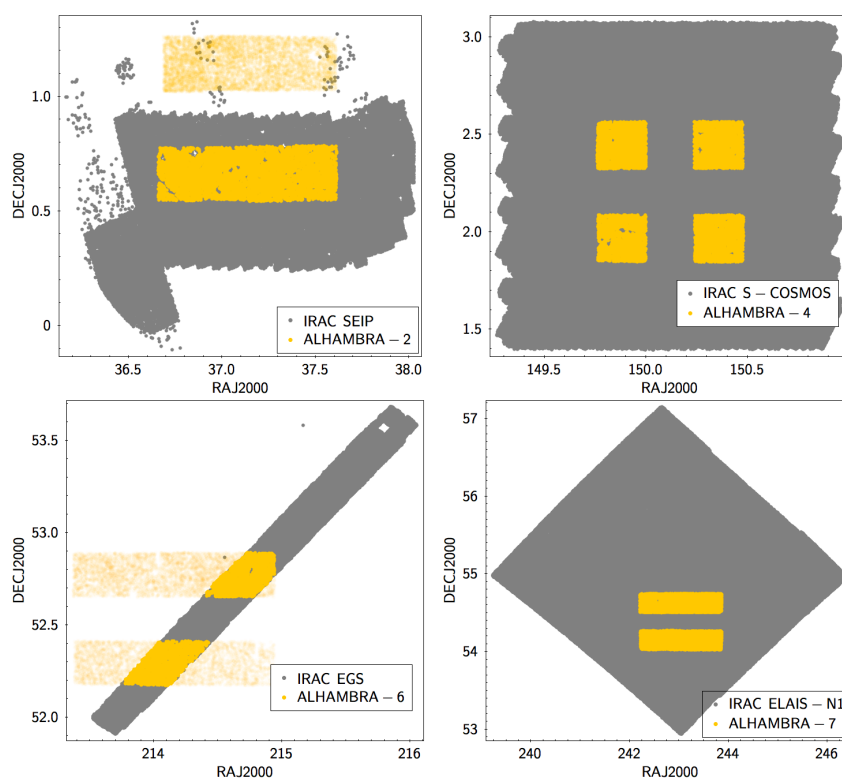 1.0
0.5
0
DECJ2000
36.5 37.0 37.5 38.0
RAJ2000
IRAC SEIP
ALHAMBRA – 2
3.0
2.5
2.0
1.5
DECJ2000
149.5 150.0 150.5
RAJ2000
IRAC S – COSMOS
ALHAMBRA – 4
53.5
53.0
52.5
52.0
DECJ2000
214 215 216
RAJ2000
IRAC EGS
ALHAMBRA – 6
57
56
55
54
53
DECJ2000
240 242 244 246
RAJ2000
IRAC ELAIS – N1
ALHAMBRA – 7